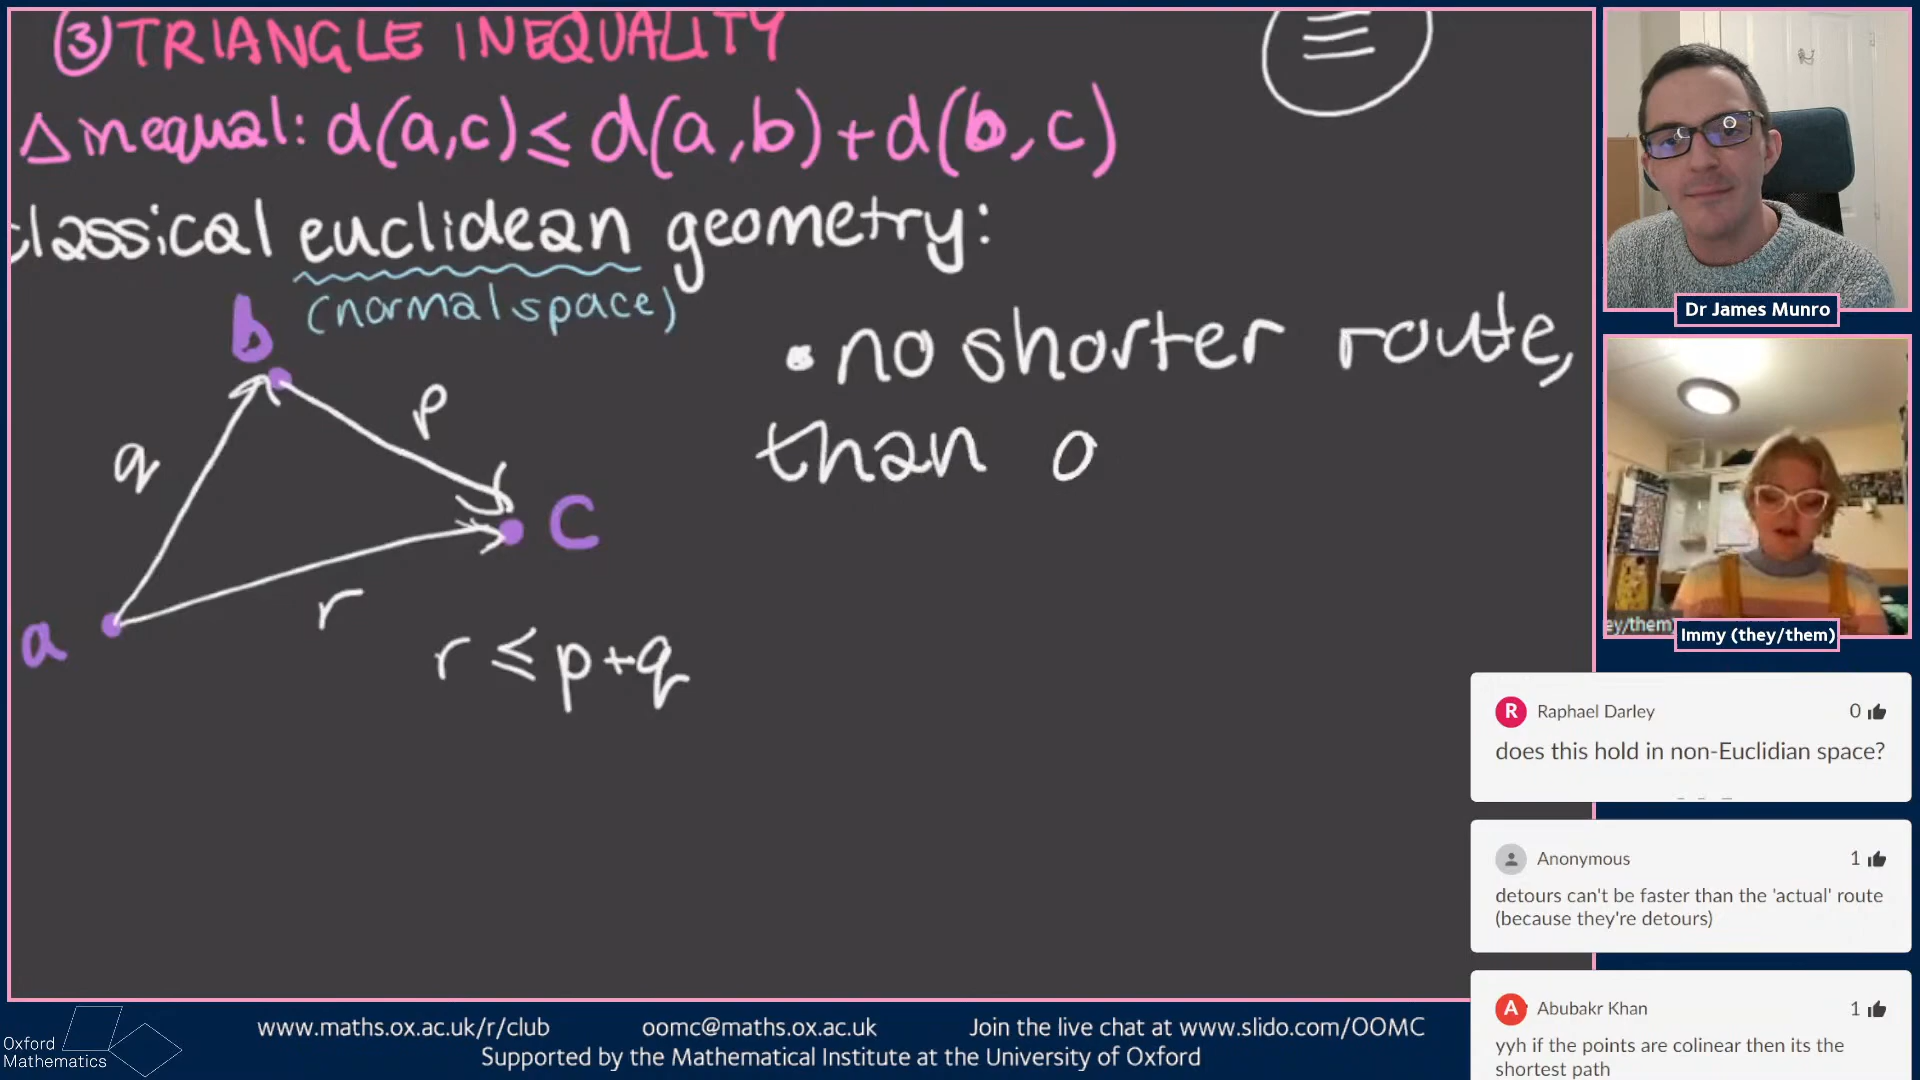 ③ TRIANGLE INEQUALITY
Δ inequal: d(a,c) ≤ d(a,b) + d(b,c)
classical euclidean geometry:
(normal space)
b
• no shorter route,
than o
p
q
c
r
a
r ≤ p+q
Dr James Munro
ey/them)
Immy (they/them)
R Raphael Darley 0
does this hold in non-Euclidian space?
Anonymous 1
detours can't be faster than the 'actual' route
(because they're detours)
A Abubakr Khan 1
yyh if the points are colinear then its the
shortest path
Oxford
Mathematics
www.maths.ox.ac.uk/r/club oomc@maths.ox.ac.uk Join the live chat at www.slido.com/OOMC
Supported by the Mathematical Institute at the University of Oxford